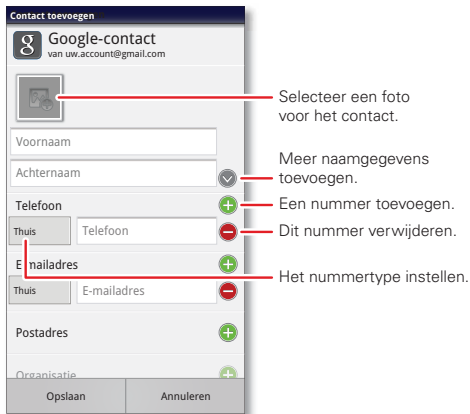 Contact toevoegen
Google-contact
van uw.account@gmail.com
Selecteer een foto
voor het contact.
Voornaam
Achternaam
Meer naamgegevens
toevoegen.
Telefoon
Een nummer toevoegen.
Thuis
Telefoon
Dit nummer verwijderen.
E-mailadres
Het nummertype instellen.
Thuis
E-mailadres
Postadres
Organisatie
Opslaan
Annuleren